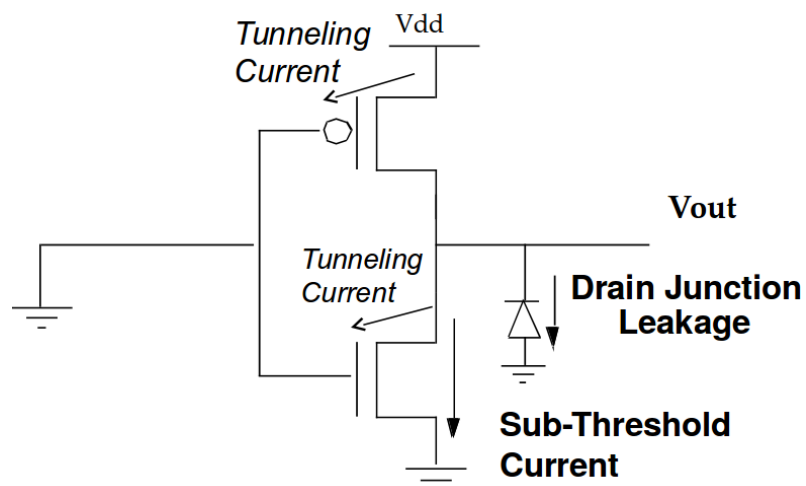 Tunneling
Current
Vdd
Vout
Tunneling
Current
Drain Junction
Leakage
Sub-Threshold
Current